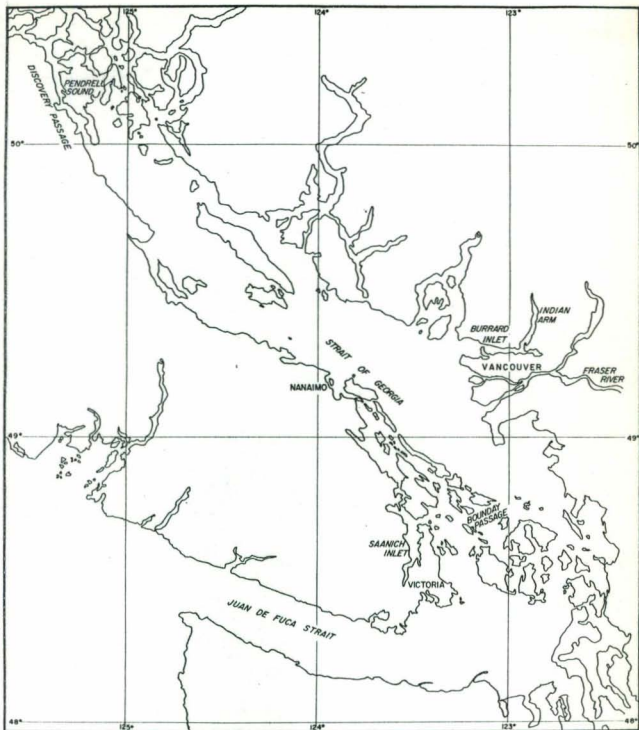 125°
124°
123°
DISCOVERY PASSAGE
PENDRELL
SOUND
50°
50°
INDIAN
ARM
BURRARD
INLET
STRAIT OF GEORGIA
VANCOUVER
FRASER
RIVER
NANAIMO
49°
49°
BOUNDAY
PASSAGE
SAANICH
INLET
VICTORIA
JUAN DE FUCA STRAIT
48°
48°
125°
124°
123°